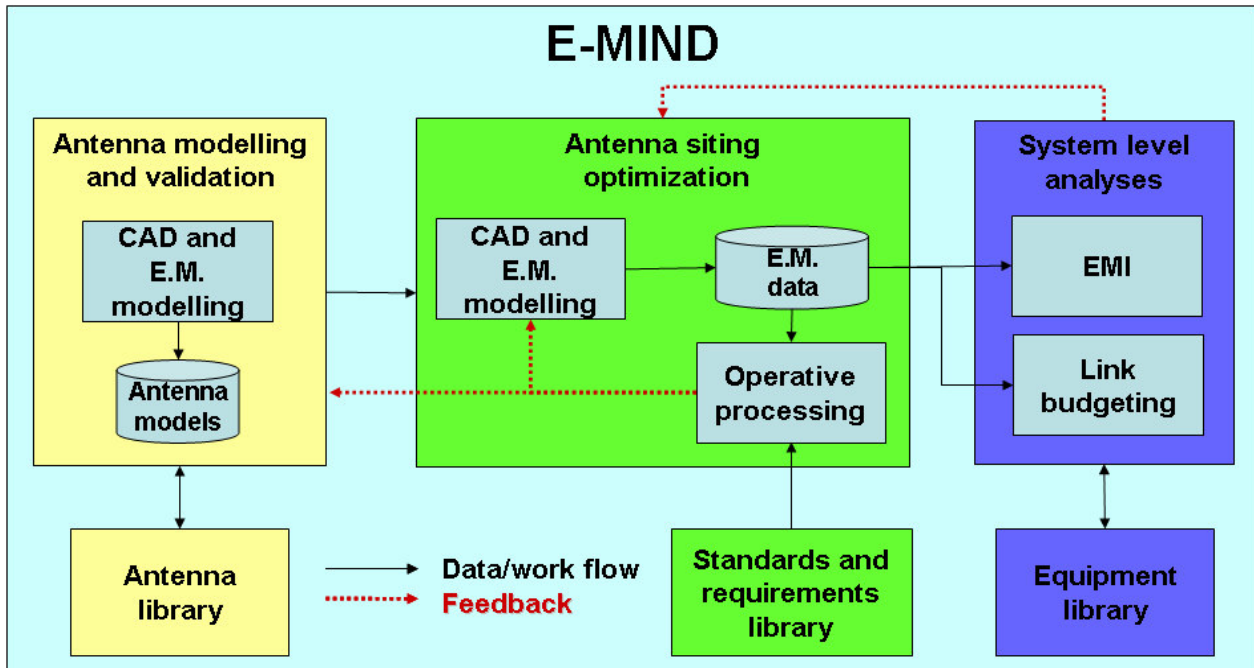 E-MIND
Antenna modelling
and validation
CAD and
E.M.
modelling
Antenna
models
Antenna siting
optimization
CAD and
E.M.
modelling
E.M.
data
Operative
processing
System level
analyses
EMI
Link
budgeting
Antenna
library
Data/work flow
Feedback
Standards and
requirements
library
Equipment
library